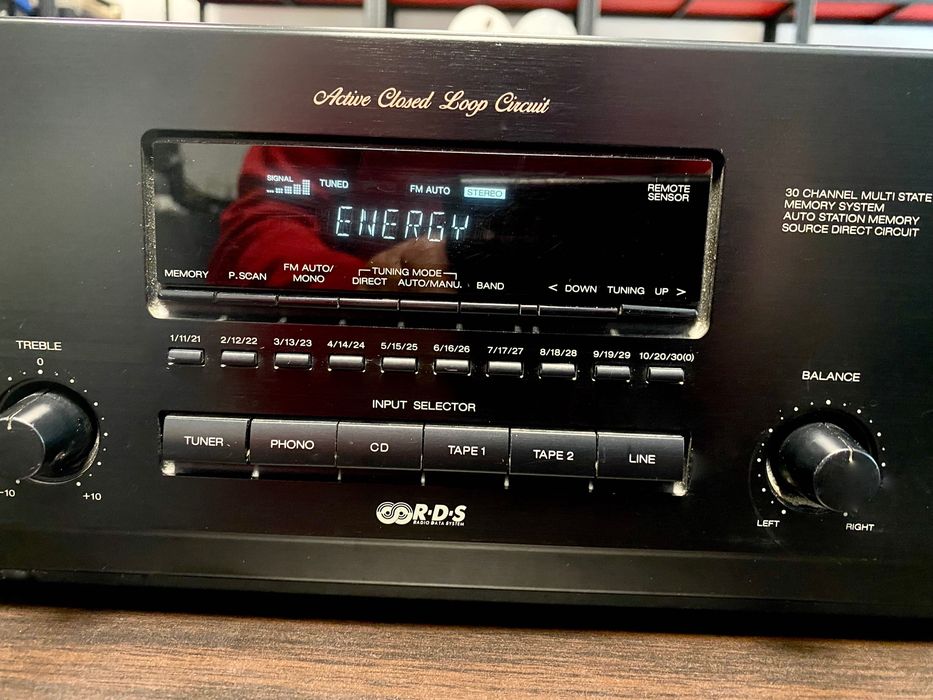 Active Closed Loop Circuit
SIGNAL
TUNED
FM AUTO
STEREO
ENERGY
REMOTE
SENSOR
30 CHANNEL MULTI STATE
MEMORY SYSTEM
AUTO STATION MEMORY
SOURCE DIRECT CIRCUIT
MEMORY
P.SCAN
FM AUTO/
MONO
TUNING MODE
DIRECT AUTO/MANU.
BAND
< DOWN TUNING UP >
1/11/21 2/12/22 3/13/23 4/14/24 5/15/25 6/16/26 7/17/27 8/18/28 9/19/29 10/20/30(0)
TREBLE
0
-10 +10
INPUT SELECTOR
TUNER PHONO CD TAPE 1 TAPE 2 LINE
BALANCE
LEFT RIGHT
R·D·S
RADIO DATA SYSTEM